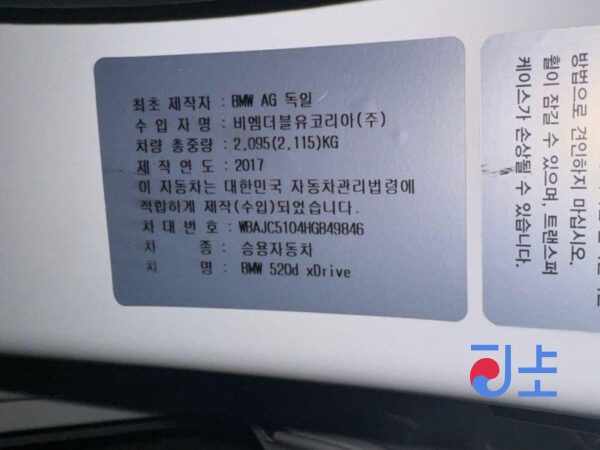 최초 제작자 : BMW AG 독일
수 입 자 명 : 비엠더블유코리아(주)
차량 총중량 : 2,095(2,115)KG
제 작 연 도 : 2017
이 자동차는 대한민국 자동차관리법령에
적합하게 제작(수입)되었습니다.
차 대 번 호 : WBAJC5104HG849846
차 종 : 승용자동차
차 명 : BMW 520d xDrive
방법으로 견인하지 마십시오.
휠이 잠길 수 있으며, 트랜스퍼
케이스가 손상될 수 있습니다.